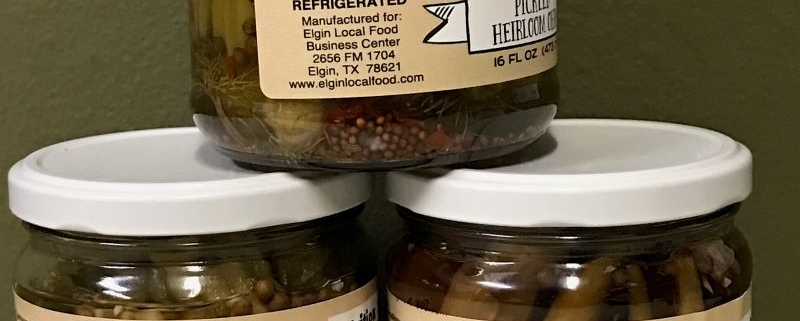 REFRIGERATED
Manufactured for:
Elgin Local Food
Business Center
2656 FM 1704
Elgin, TX 78621
www.elginlocalfood.com
HEIRLOOM
16 FL OZ